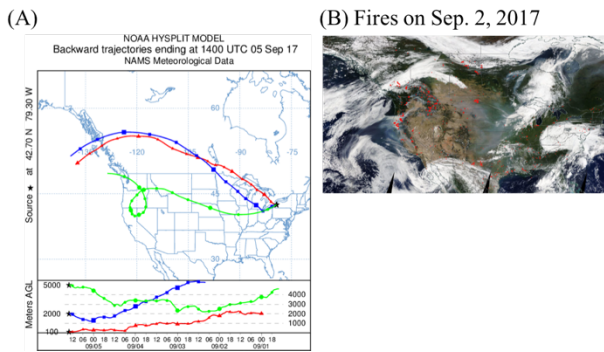 (A)
NOAA HYSPLIT MODEL
Backward trajectories ending at 1400 UTC 05 Sep 17
NAMS Meteorological Data
Source ★ at 42.70 N 79.30 W
60
-120
-90
45
30
Meters AGL
5000
2000
100
4000
3000
2000
1000
12 06 00 18 12 06 00 18 12 06 00 18 12 06 00 18 12 06 00 18
09/05 09/04 09/03 09/02 09/01
(B) Fires on Sep. 2, 2017